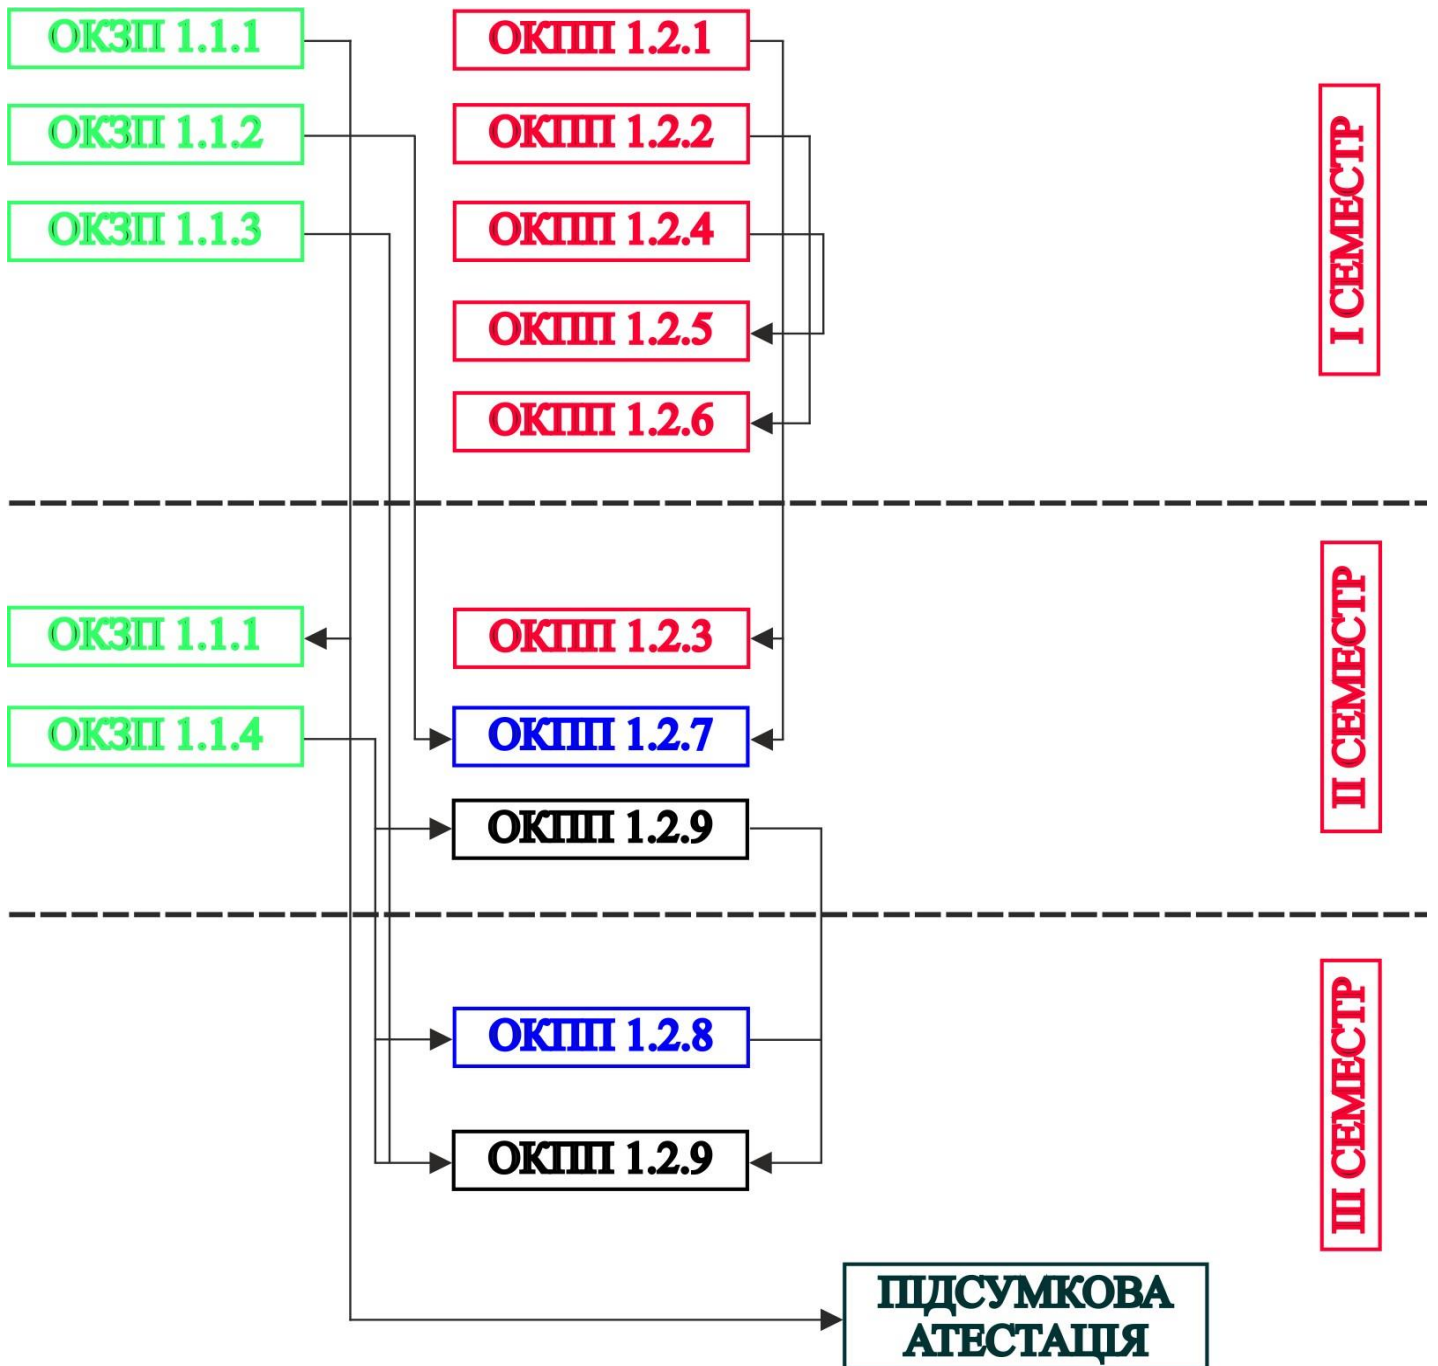 ОКЗП 1.1.1
ОКПП 1.2.1
ОКЗП 1.1.2
ОКПП 1.2.2
ОКЗП 1.1.3
ОКПП 1.2.4
ОКПП 1.2.5
ОКПП 1.2.6
І СЕМЕСТР
ОКЗП 1.1.1
ОКПП 1.2.3
ОКЗП 1.1.4
ОКПП 1.2.7
ОКПП 1.2.9
ІІ СЕМЕСТР
ОКПП 1.2.8
ОКПП 1.2.9
ІІІ СЕМЕСТР
ПІДСУМКОВА
АТЕСТАЦІЯ